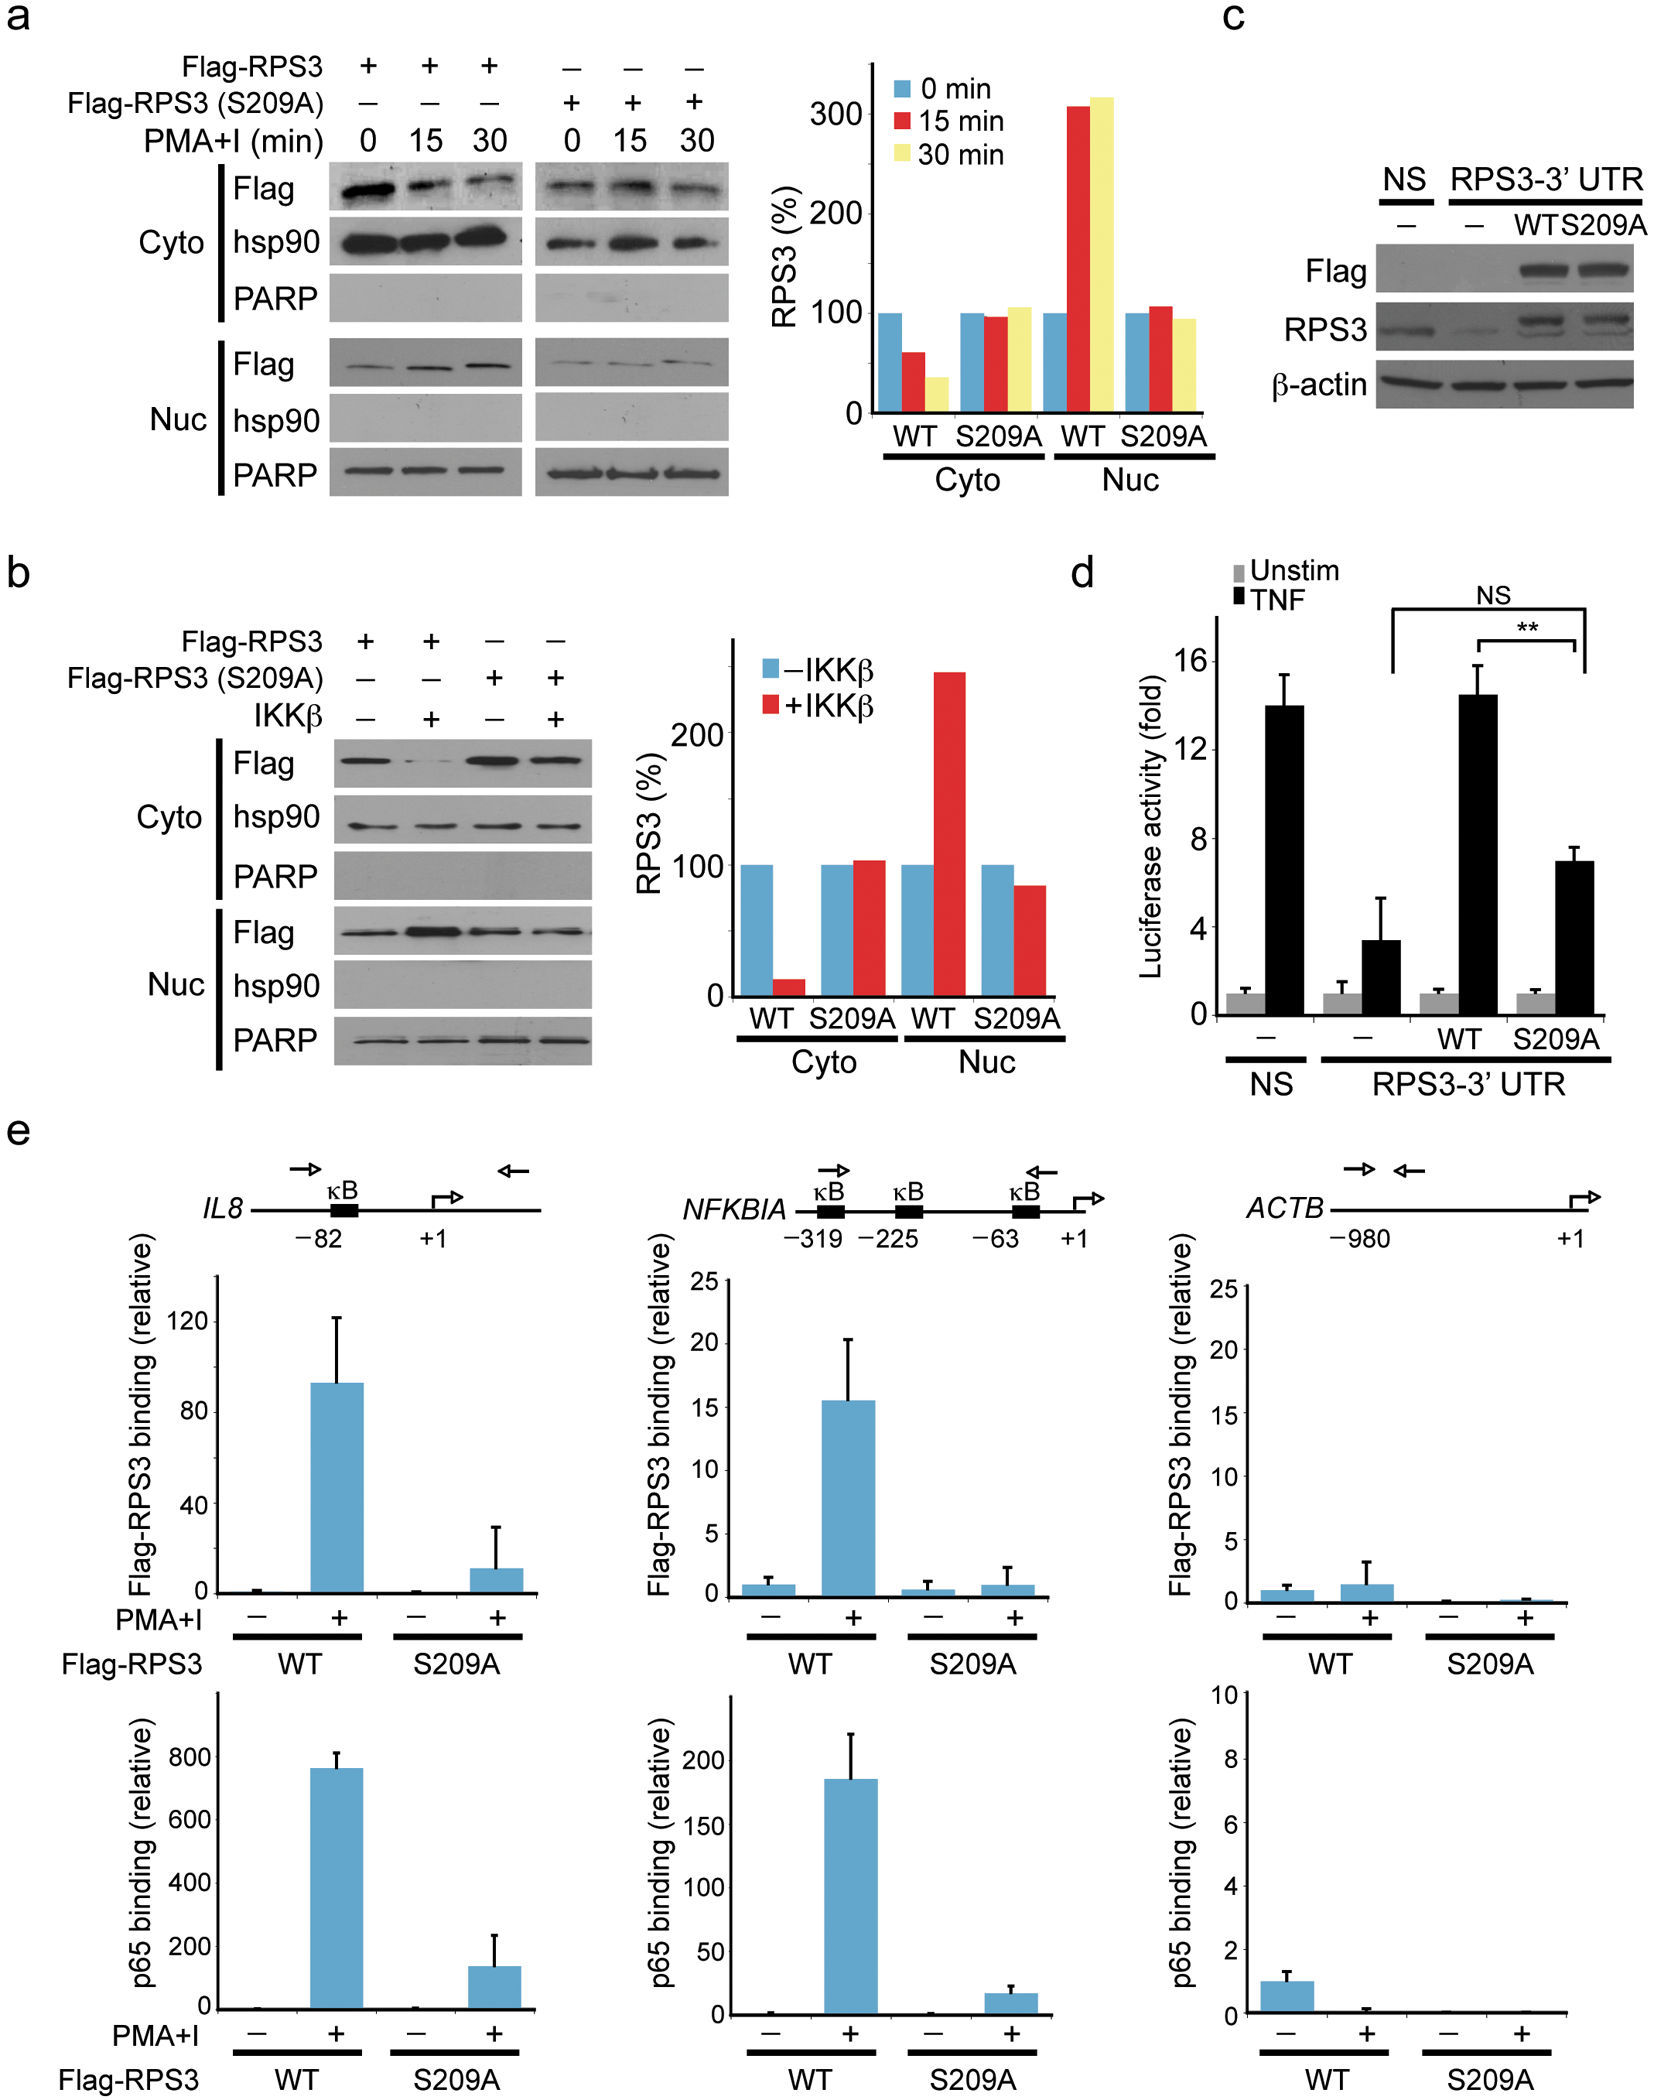 a
Flag-RPS3 + + + – – –
Flag-RPS3 (S209A) – – – + + +
PMA+I (min) 0 15 30 0 15 30
Cyto
Flag
hsp90
PARP
Nuc
Flag
hsp90
PARP
0 min
15 min
30 min
RPS3 (%)
300
200
100
0
WT S209A WT S209A
Cyto Nuc
c
NS RPS3-3’ UTR
– – WT S209A
Flag
RPS3
β-actin
b
Flag-RPS3 + + – –
Flag-RPS3 (S209A) – – + +
IKKβ – + – +
Cyto
Flag
hsp90
PARP
Nuc
Flag
hsp90
PARP
–IKKβ
+IKKβ
RPS3 (%)
200
100
0
WT S209A WT S209A
Cyto Nuc
d
Unstim
TNF
NS
**
Luciferase activity (fold)
16
12
8
4
0
– – WT S209A
NS RPS3-3’ UTR
e
IL8
κB
–82 +1
NFKBIA
κB κB κB
–319 –225 –63 +1
ACTB
–980 +1
Flag-RPS3 binding (relative)
120
80
40
0
PMA+I – + – +
Flag-RPS3 WT S209A
Flag-RPS3 binding (relative)
25
20
15
10
5
0
– + – +
WT S209A
Flag-RPS3 binding (relative)
25
20
15
10
5
0
– + – +
WT S209A
p65 binding (relative)
800
600
400
200
0
PMA+I – + – +
Flag-RPS3 WT S209A
p65 binding (relative)
200
150
100
50
0
– + – +
WT S209A
p65 binding (relative)
10
8
6
4
2
0
– + – +
WT S209A